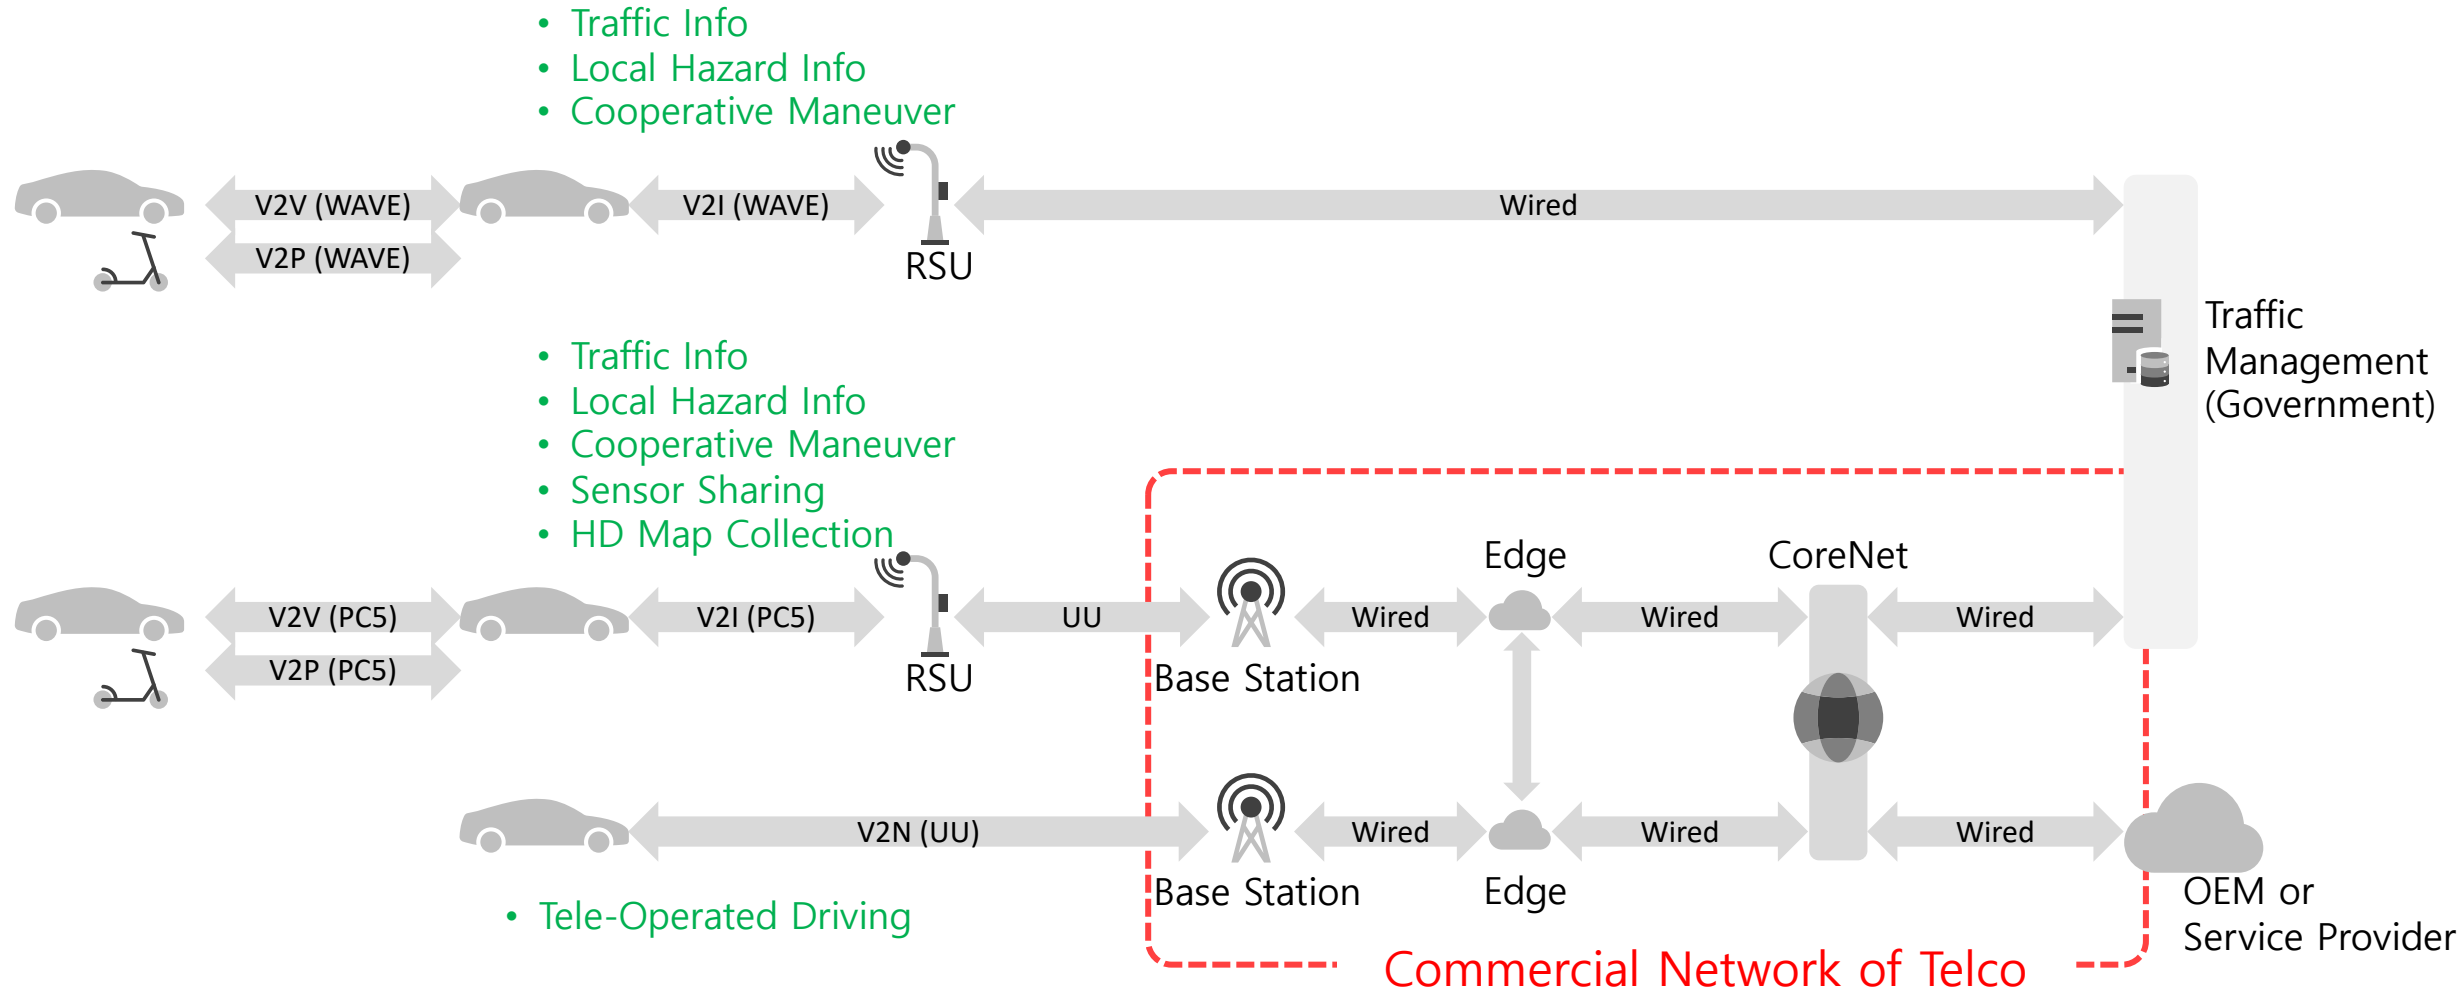 • Traffic Info
• Local Hazard Info
• Cooperative Maneuver
V2V (WAVE)
V2I (WAVE)
Wired
V2P (WAVE)
RSU
Traffic
Management
(Government)
• Traffic Info
• Local Hazard Info
• Cooperative Maneuver
• Sensor Sharing
• HD Map Collection
Edge
CoreNet
V2V (PC5)
V2I (PC5)
UU
Wired
Wired
Wired
V2P (PC5)
RSU
Base Station
V2N (UU)
Wired
Wired
Wired
Base Station
Edge
OEM or
Service Provider
• Tele-Operated Driving
Commercial Network of Telco